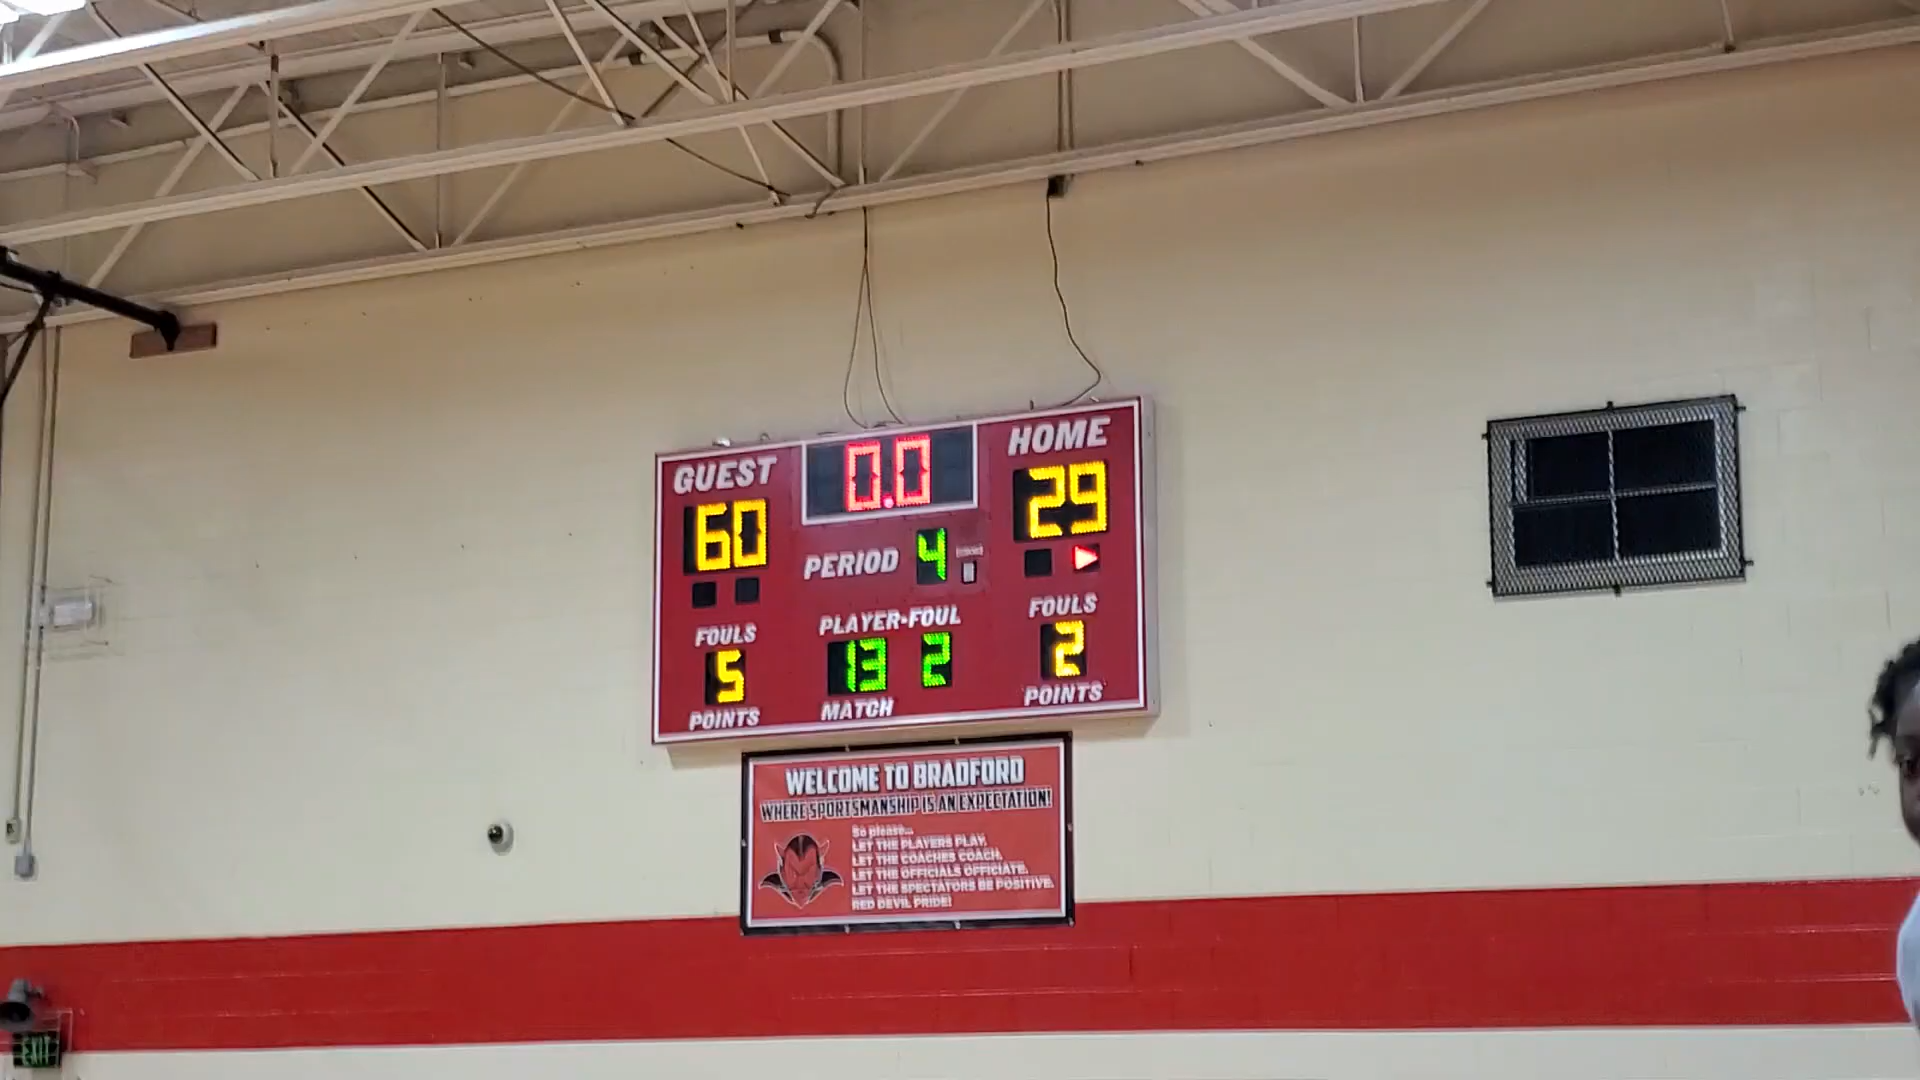 GUEST
0.0
HOME
60
29
PERIOD 4
PLAYER-FOUL
FOULS
FOULS
5
13 2
2
POINTS
MATCH
POINTS
WELCOME TO BRADFORD
WHERE SPORTSMANSHIP IS AN EXPECTATION!
So please...
LET THE PLAYERS PLAY.
LET THE COACHES COACH.
LET THE OFFICIALS OFFICIATE.
LET THE SPECTATORS BE POSITIVE.
RED DEVIL PRIDE!
EXIT